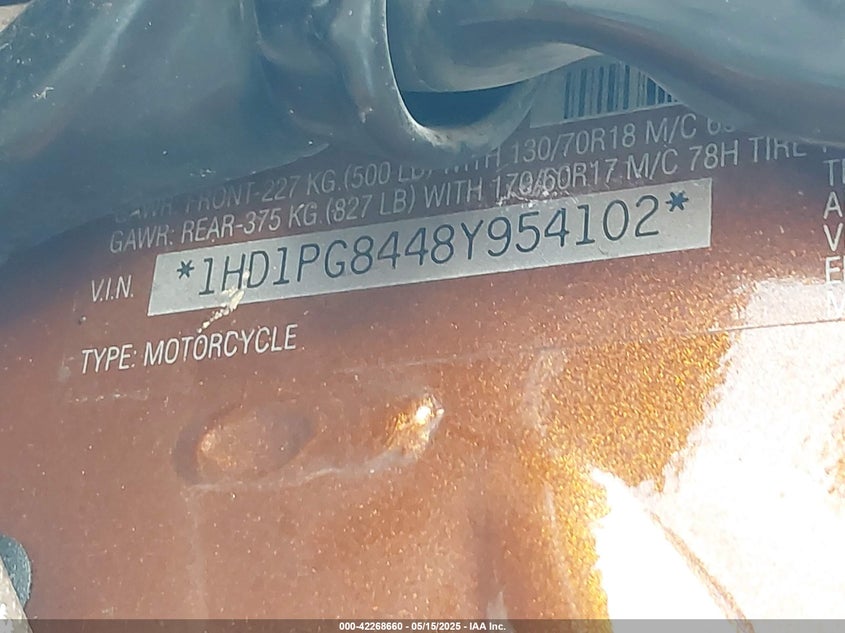 GAWR: FRONT-227 KG.(500 LB) WITH 130/70R18 M/C
GAWR: REAR-375 KG.(827 LB) WITH 170/60R17 M/C 78H TIRE
V.I.N. *1HD1PG8448Y954102*
TYPE: MOTORCYCLE
000-42268660 - 05/15/2025 - IAA Inc.